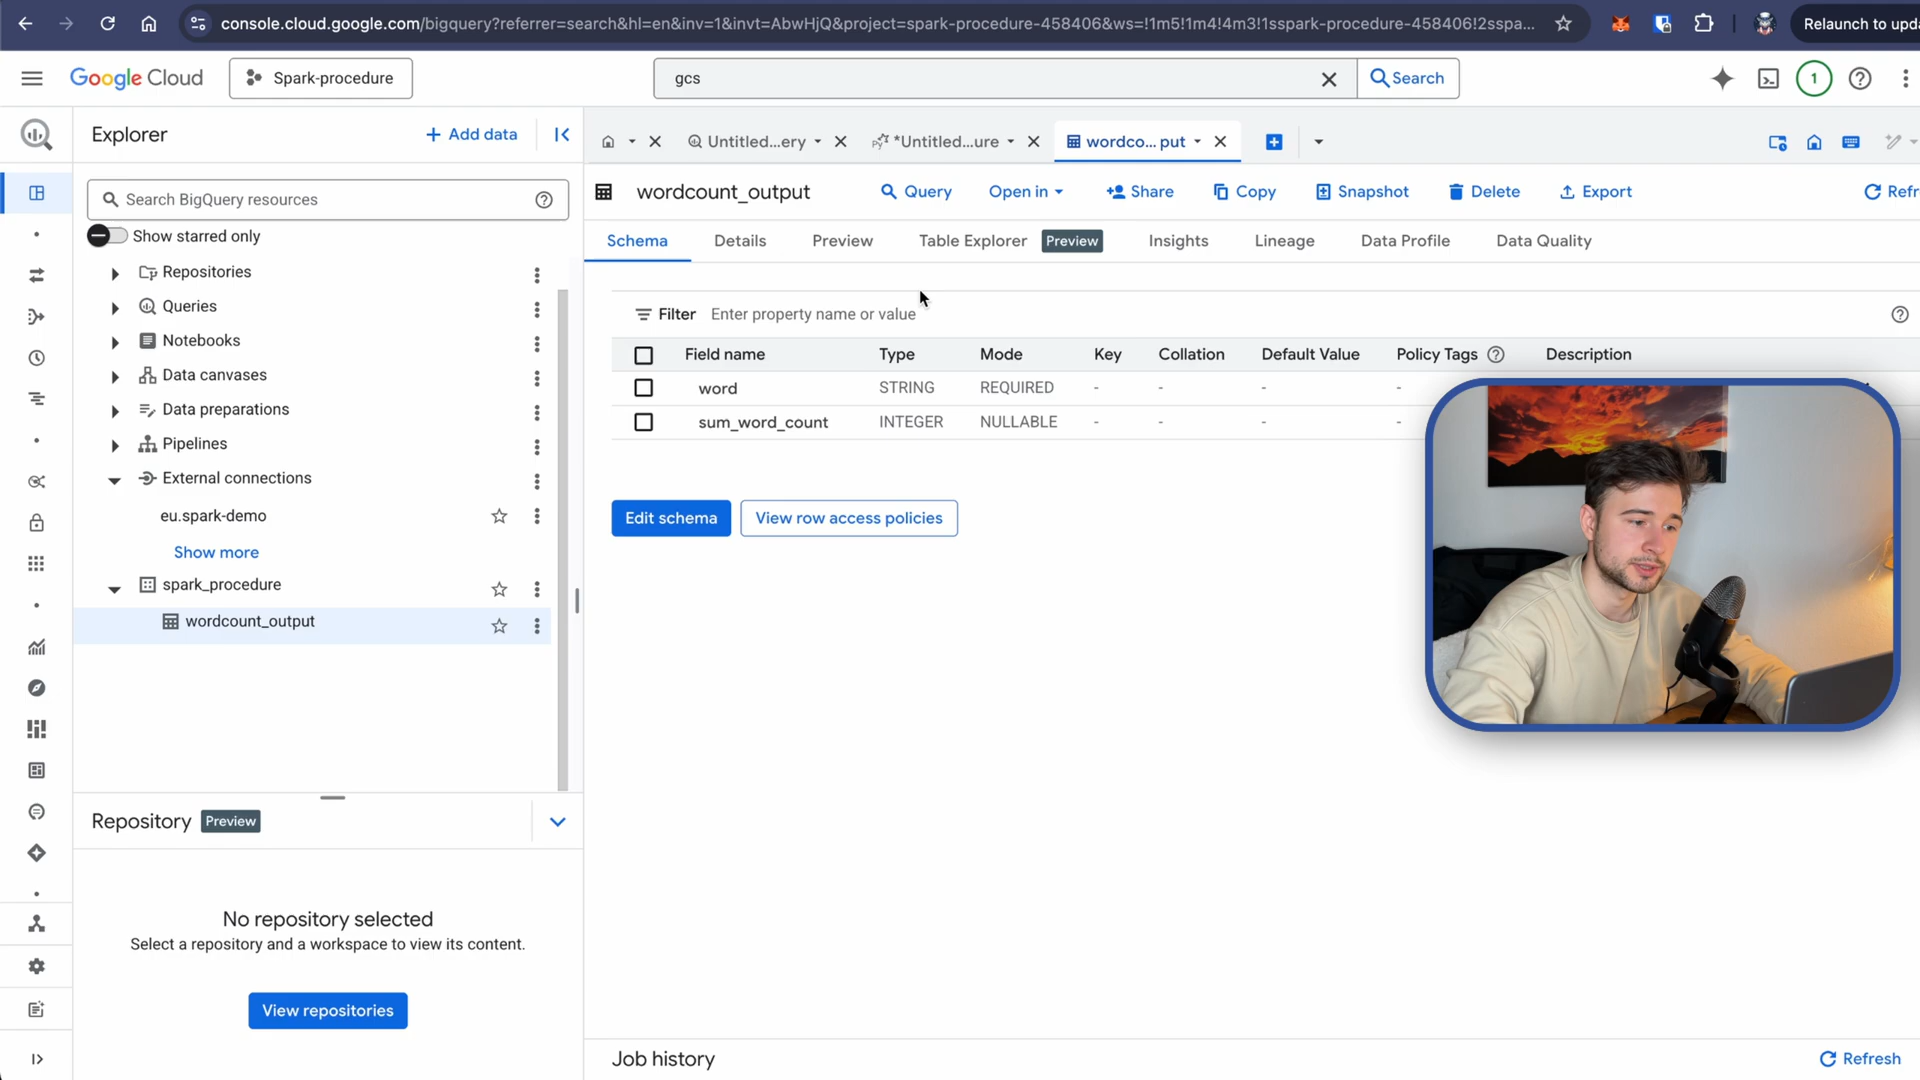 console.cloud.google.com/bigquery?referrer=search&hl=en&inv=1&invt=AbwHjQ&project=spark-procedure-458406&ws=!1m5!1m4!4m3!1sspark-procedure-458406!2sspa...
Relaunch to upda
Google Cloud
Spark-procedure
gcs
Search
1
Explorer
+ Add data
Untitled...ery
*Untitled...ure
wordco... put
Search BigQuery resources
wordcount_output
Query
Open in
Share
Copy
Snapshot
Delete
Export
Refr
Show starred only
Schema
Details
Preview
Table Explorer
Preview
Insights
Lineage
Data Profile
Data Quality
Repositories
Queries
Notebooks
Data canvases
Data preparations
Pipelines
External connections
eu.spark-demo
Show more
spark_procedure
wordcount_output
Filter Enter property name or value
Field name Type Mode Key Collation Default Value Policy Tags Description
word STRING REQUIRED - - - -
sum_word_count INTEGER NULLABLE - - - -
Edit schema
View row access policies
Repository Preview
No repository selected
Select a repository and a workspace to view its content.
View repositories
Job history
Refresh